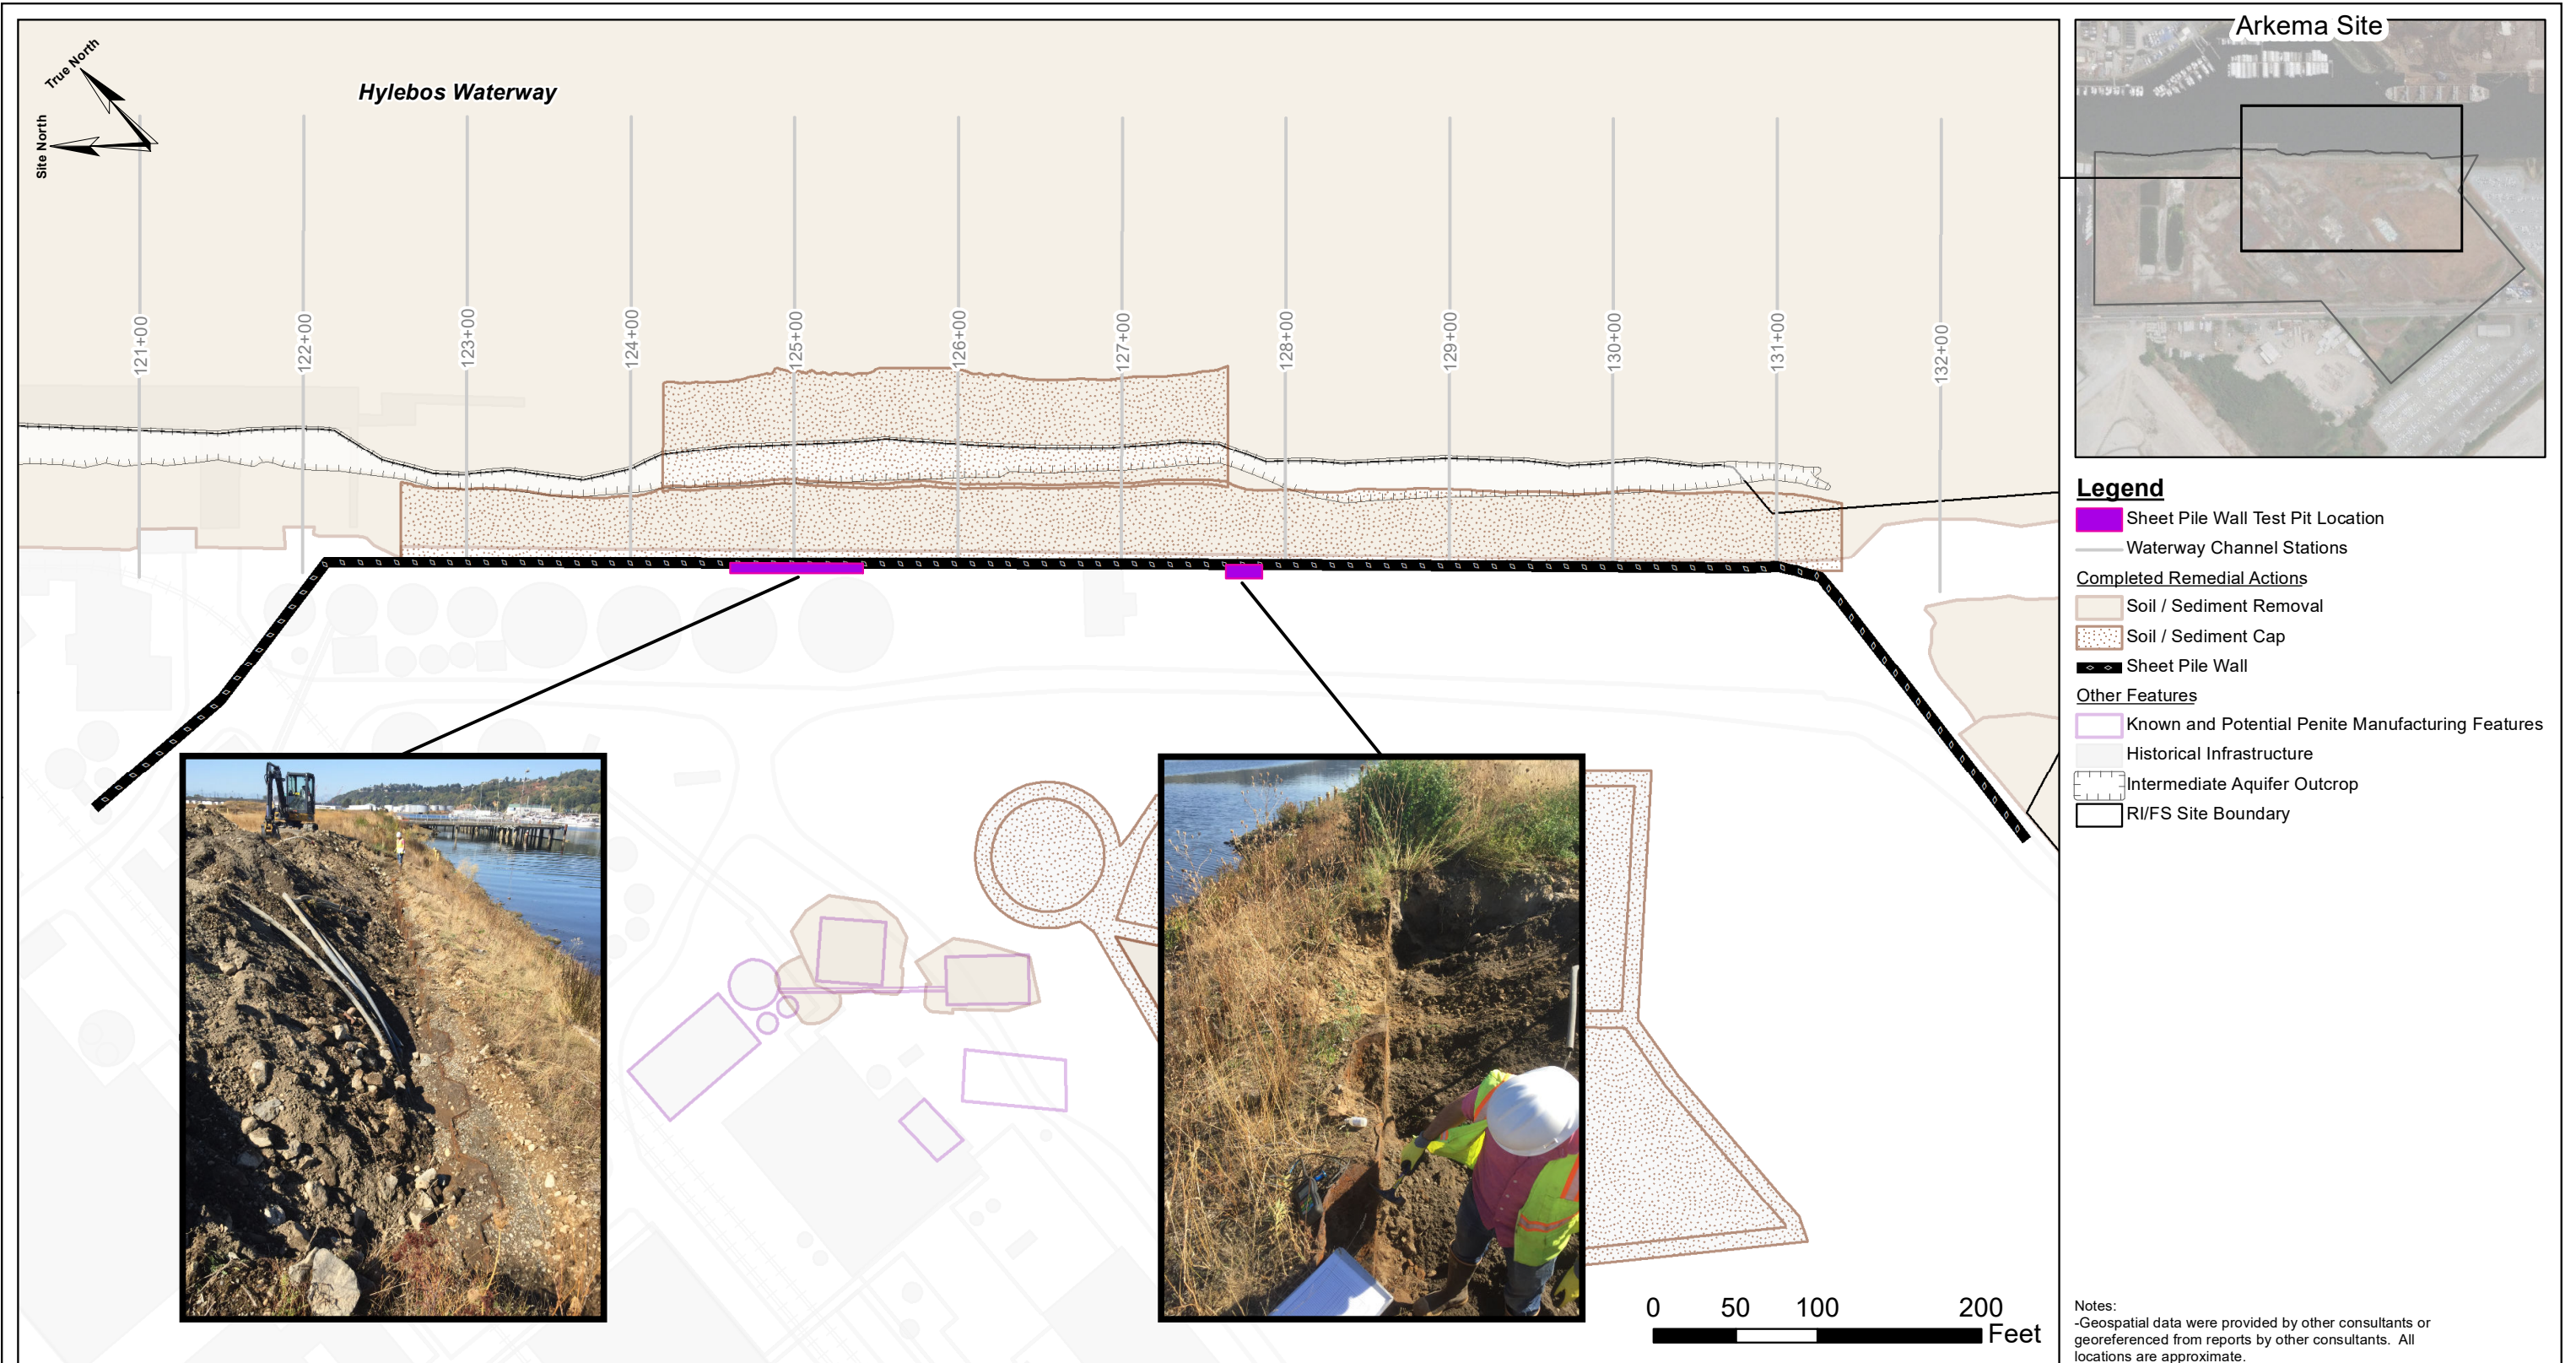 True North
Site North
Hylebos Waterway
121+00
122+00
123+00
124+00
125+00
126+00
127+00
128+00
129+00
130+00
131+00
132+00
0 50 100 200
Feet
Arkema Site
Legend
Sheet Pile Wall Test Pit Location
Waterway Channel Stations
Completed Remedial Actions
Soil / Sediment Removal
Soil / Sediment Cap
Sheet Pile Wall
Other Features
Known and Potential Penite Manufacturing Features
Historical Infrastructure
Intermediate Aquifer Outcrop
RI/FS Site Boundary
Notes:
-Geospatial data were provided by other consultants or
georeferenced from reports by other consultants. All
locations are approximate.